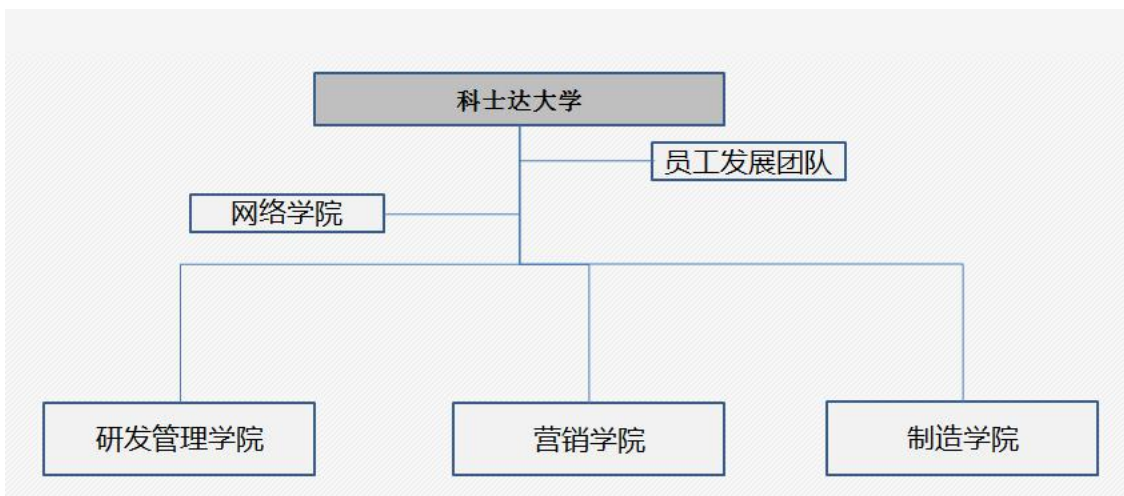 科士达大学
员工发展团队
网络学院
研发管理学院
营销学院
制造学院